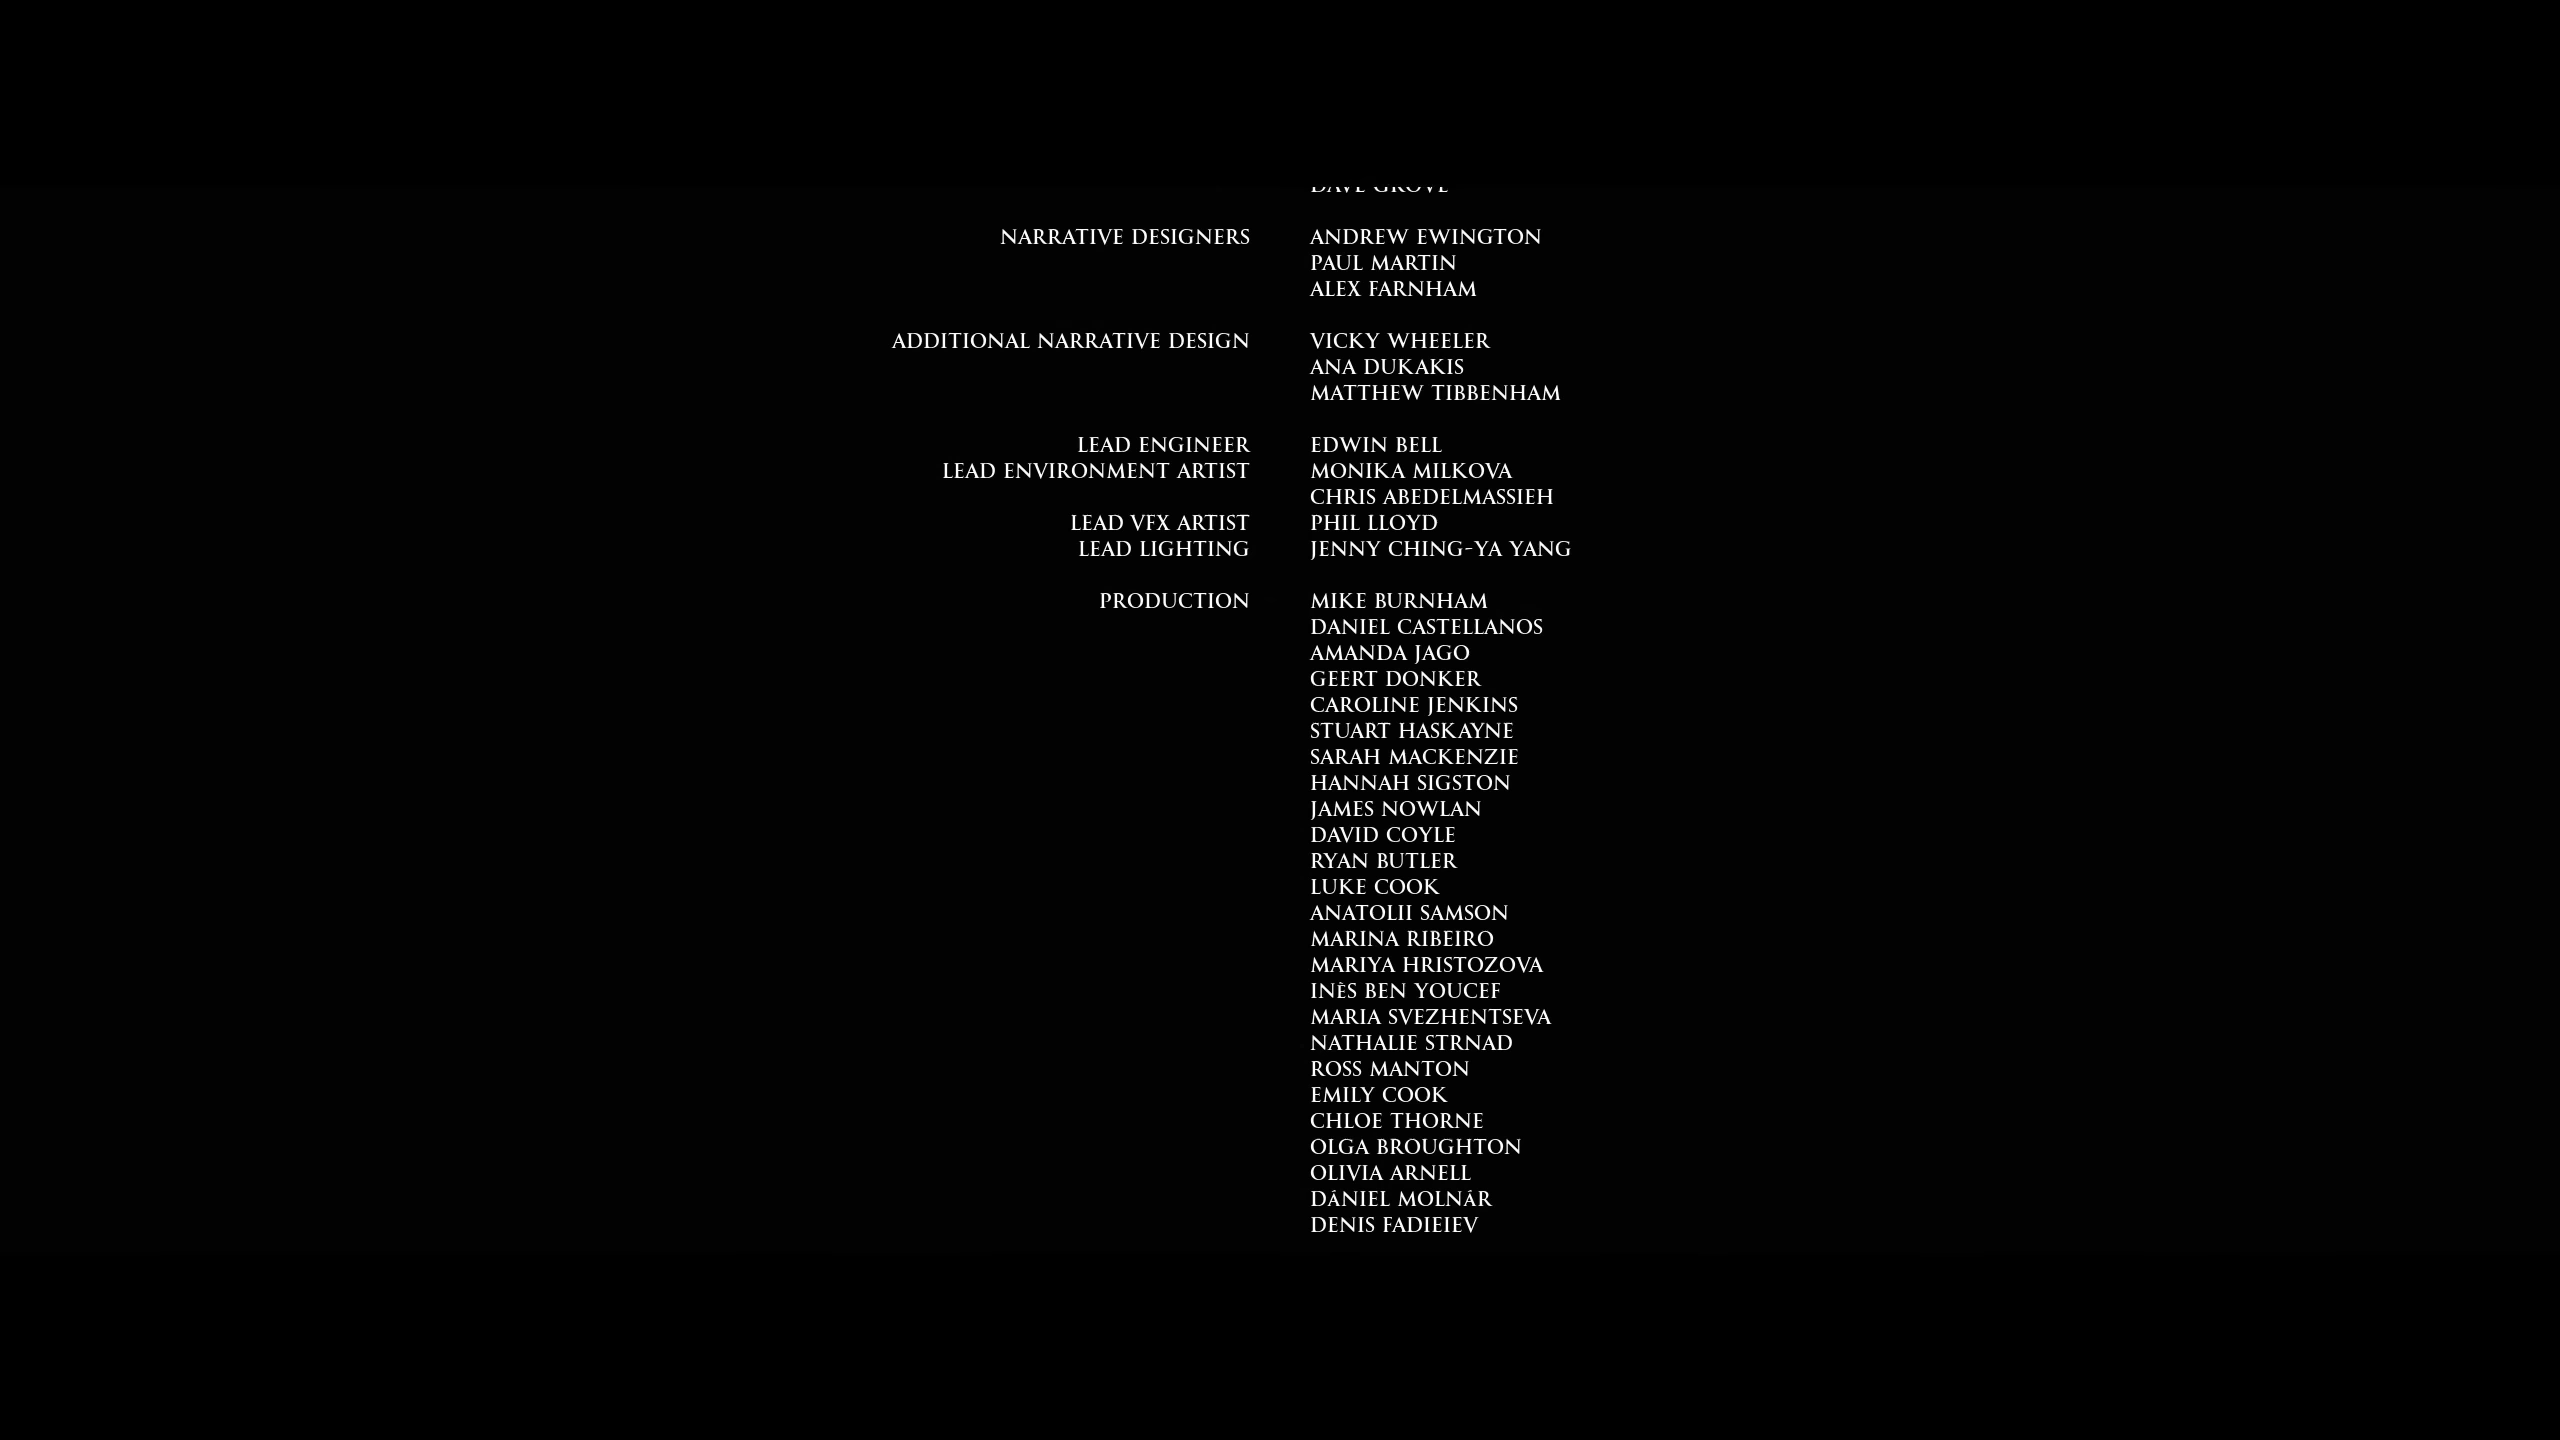 DAVE GROVE
NARRATIVE DESIGNERS ANDREW EWINGTON
PAUL MARTIN
ALEX FARNHAM
ADDITIONAL NARRATIVE DESIGN VICKY WHEELER
ANA DUKAKIS
MATTHEW TIBBENHAM
LEAD ENGINEER EDWIN BELL
LEAD ENVIRONMENT ARTIST MONIKA MILKOVA
CHRIS ABEDELMASSIEH
LEAD VFX ARTIST PHIL LLOYD
LEAD LIGHTING JENNY CHING-YA YANG
PRODUCTION MIKE BURNHAM
DANIEL CASTELLANOS
AMANDA JAGO
GEERT DONKER
CAROLINE JENKINS
STUART HASKAYNE
SARAH MACKENZIE
HANNAH SIGSTON
JAMES NOWLAN
DAVID COYLE
RYAN BUTLER
LUKE COOK
ANATOLII SAMSON
MARINA RIBEIRO
MARIYA HRISTOZOVA
INÈS BEN YOUCEF
MARIA SVEZHENTSEVA
NATHALIE STRNAD
ROSS MANTON
EMILY COOK
CHLOE THORNE
OLGA BROUGHTON
OLIVIA ARNELL
DÁNIEL MOLNÁR
DENIS FADIEIEV